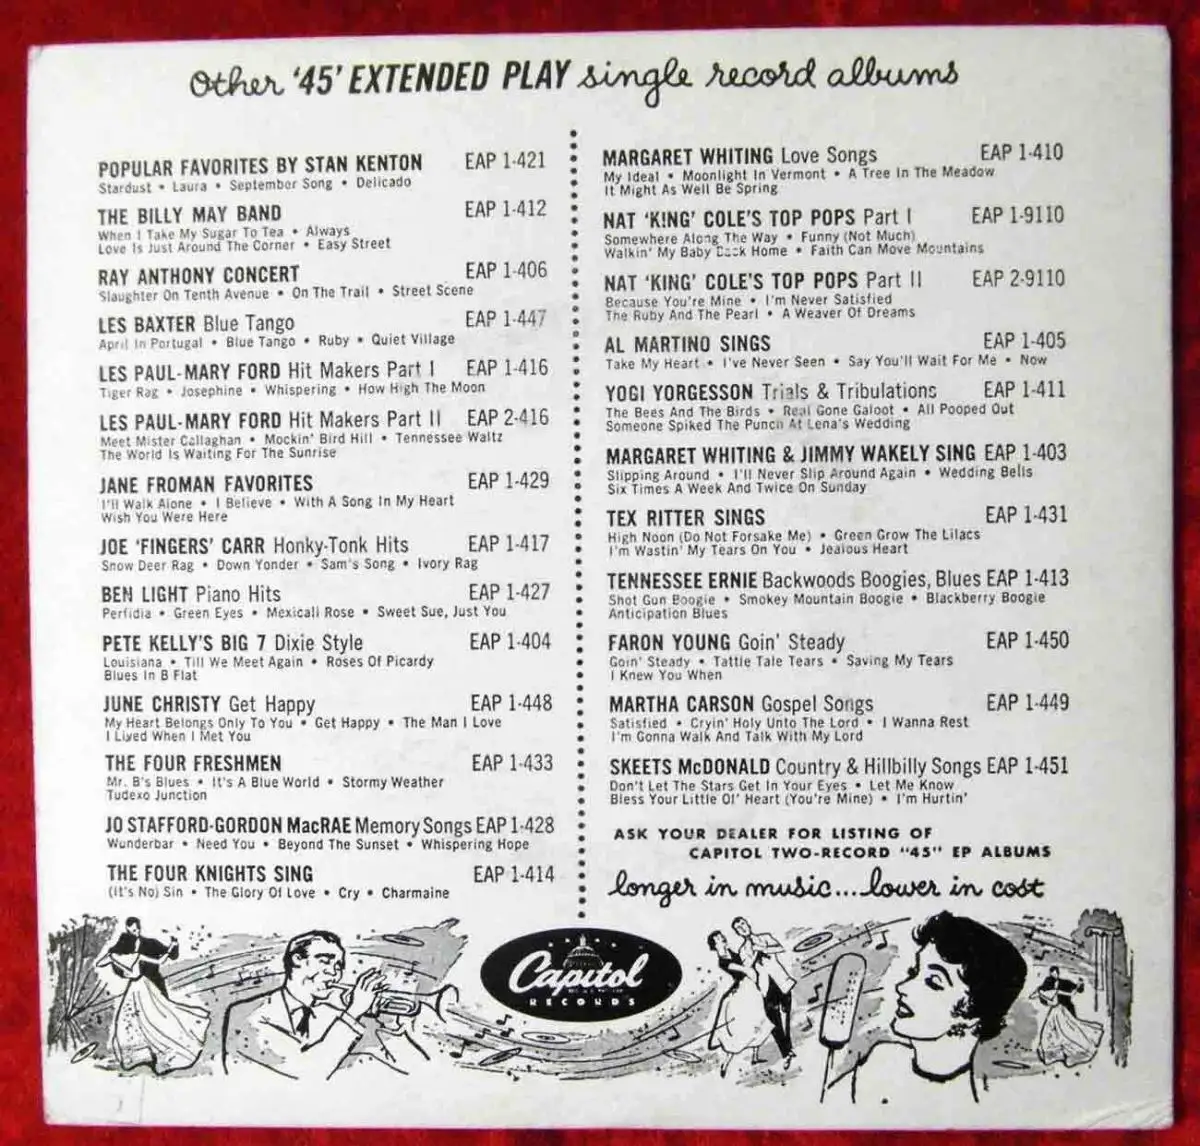 Other '45' EXTENDED PLAY single record albums
POPULAR FAVORITES BY STAN KENTON EAP 1-421
Stardust • Laura • September Song • Delicado
THE BILLY MAY BAND EAP 1-412
When I Take My Sugar To Tea • Always
Love Is Just Around The Corner • Easy Street
RAY ANTHONY CONCERT EAP 1-406
Slaughter On Tenth Avenue • On The Trail • Street Scene
LES BAXTER Blue Tango EAP 1-447
April In Portugal • Blue Tango • Ruby • Quiet Village
LES PAUL-MARY FORD Hit Makers Part I EAP 1-416
Tiger Rag • Josephine • Whispering • How High The Moon
LES PAUL-MARY FORD Hit Makers Part II EAP 2-416
Meet Mister Callaghan • Mockin' Bird Hill • Tennessee Waltz
The World Is Waiting For The Sunrise
JANE FROMAN FAVORITES EAP 1-429
I'll Walk Alone • I Believe • With A Song In My Heart
Wish You Were Here
JOE 'FINGERS' CARR Honky-Tonk Hits EAP 1-417
Snow Deer Rag • Down Yonder • Sam's Song • Ivory Rag
BEN LIGHT Piano Hits EAP 1-427
Perfidia • Green Eyes • Mexicali Rose • Sweet Sue, Just You
PETE KELLY'S BIG 7 Dixie Style EAP 1-404
Louisiana • Till We Meet Again • Roses Of Picardy
Blues In B Flat
JUNE CHRISTY Get Happy EAP 1-448
My Heart Belongs Only To You • Get Happy • The Man I Love
I Lived When I Met You
THE FOUR FRESHMEN EAP 1-433
Mr. B's Blues • It's A Blue World • Stormy Weather
Tudexo Junction
JO STAFFORD-GORDON MacRAE Memory Songs EAP 1-428
Wunderbar • Need You • Beyond The Sunset • Whispering Hope
THE FOUR KNIGHTS SING EAP 1-414
(It's No) Sin • The Glory Of Love • Cry • Charmaine
MARGARET WHITING Love Songs EAP 1-410
My Ideal • Moonlight In Vermont • A Tree In The Meadow
It Might As Well Be Spring
NAT 'KING' COLE'S TOP POPS Part I EAP 1-9110
Somewhere Along The Way • Funny (Not Much)
Walkin' My Baby Back Home • Faith Can Move Mountains
NAT 'KING' COLE'S TOP POPS Part II EAP 2-9110
Because You're Mine • I'm Never Satisfied
The Ruby And The Pearl • A Weaver Of Dreams
AL MARTINO SINGS EAP 1-405
Take My Heart • I've Never Seen • Say You'll Wait For Me • Now
YOGI YORGESSON Trials & Tribulations EAP 1-411
The Bees And The Birds • Real Gone Galoot • All Pooped Out
Someone Spiked The Punch At Lena's Wedding
MARGARET WHITING & JIMMY WAKELY SING EAP 1-403
Slipping Around • I'll Never Slip Around Again • Wedding Bells
Six Times A Week And Twice On Sunday
TEX RITTER SINGS EAP 1-431
High Noon (Do Not Forsake Me) • Green Grow The Lilacs
I'm Wastin' My Tears On You • Jealous Heart
TENNESSEE ERNIE Backwoods Boogies, Blues EAP 1-413
Shot Gun Boogie • Smokey Mountain Boogie • Blackberry Boogie
Anticipation Blues
FARON YOUNG Goin' Steady EAP 1-450
Goin' Steady • Tattle Tale Tears • Saving My Tears
I Knew You When
MARTHA CARSON Gospel Songs EAP 1-449
Satisfied • Cryin' Holy Unto The Lord • I Wanna Rest
I'm Gonna Walk And Talk With My Lord
SKEETS McDONALD Country & Hillbilly Songs EAP 1-451
Don't Let The Stars Get In Your Eyes • Let Me Know
Bless Your Little Ol' Heart (You're Mine) • I'm Hurtin'
ASK YOUR DEALER FOR LISTING OF
CAPITOL TWO-RECORD "45" EP ALBUMS
longer in music... lower in cost
Capitol
RECORDS